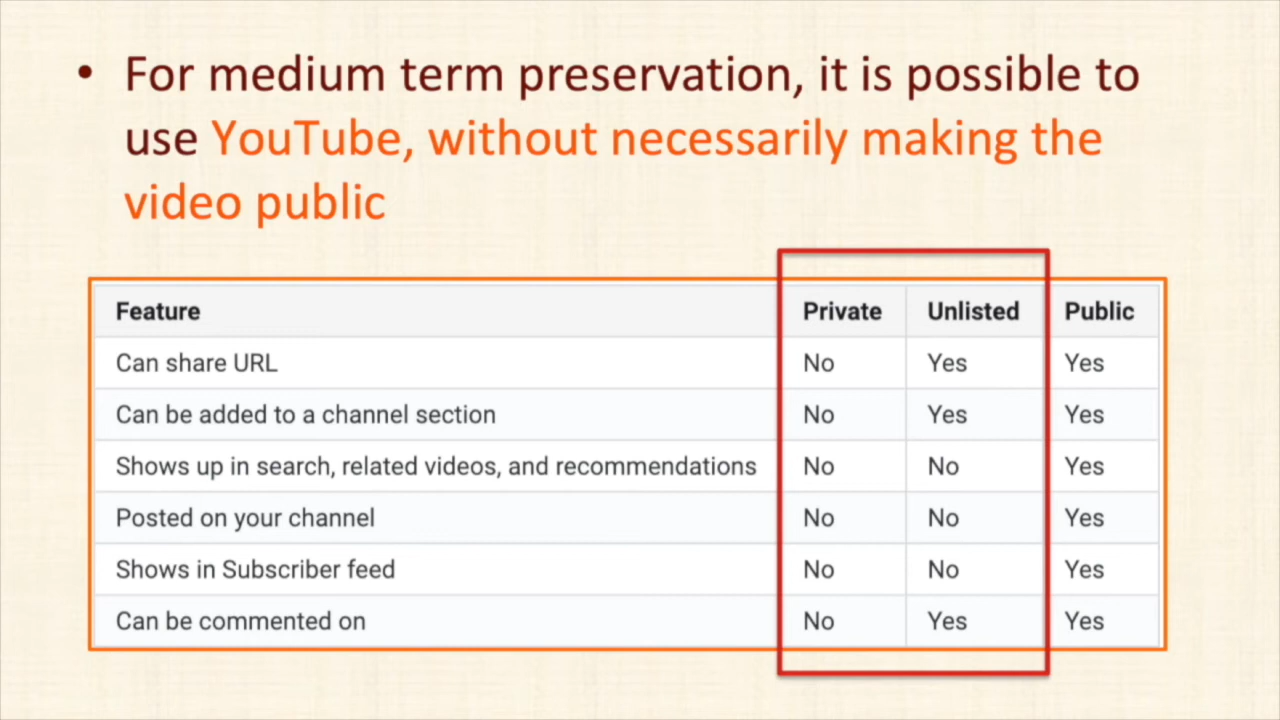 • For medium term preservation, it is possible to
use YouTube, without necessarily making the
video public
Feature Private Unlisted Public
Can share URL No Yes Yes
Can be added to a channel section No Yes Yes
Shows up in search, related videos, and recommendations No No Yes
Posted on your channel No No Yes
Shows in Subscriber feed No No Yes
Can be commented on No Yes Yes